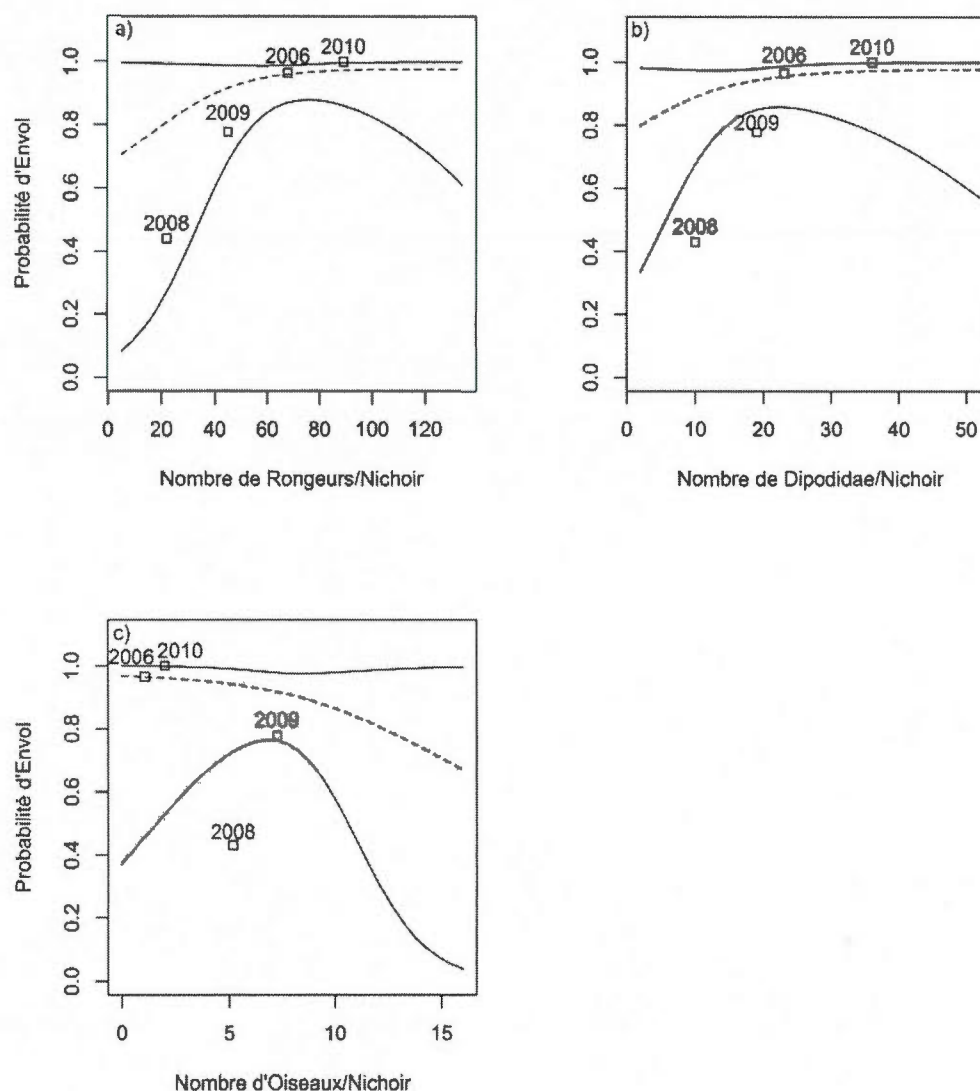 a)
2006
2010
2009
2008
Probabilité d'Envol
0.0 0.2 0.4 0.6 0.8 1.0
0 20 40 60 80 100 120
Nombre de Rongeurs/Nichoir
b)
2006
2010
2009
2008
Probabilité d'Envol
0.0 0.2 0.4 0.6 0.8 1.0
0 10 20 30 40 50
Nombre de Dipodidae/Nichoir
c)
2006
2010
2009
2008
Probabilité d'Envol
0.0 0.2 0.4 0.6 0.8 1.0
0 5 10 15
Nombre d'Oiseaux/Nichoir